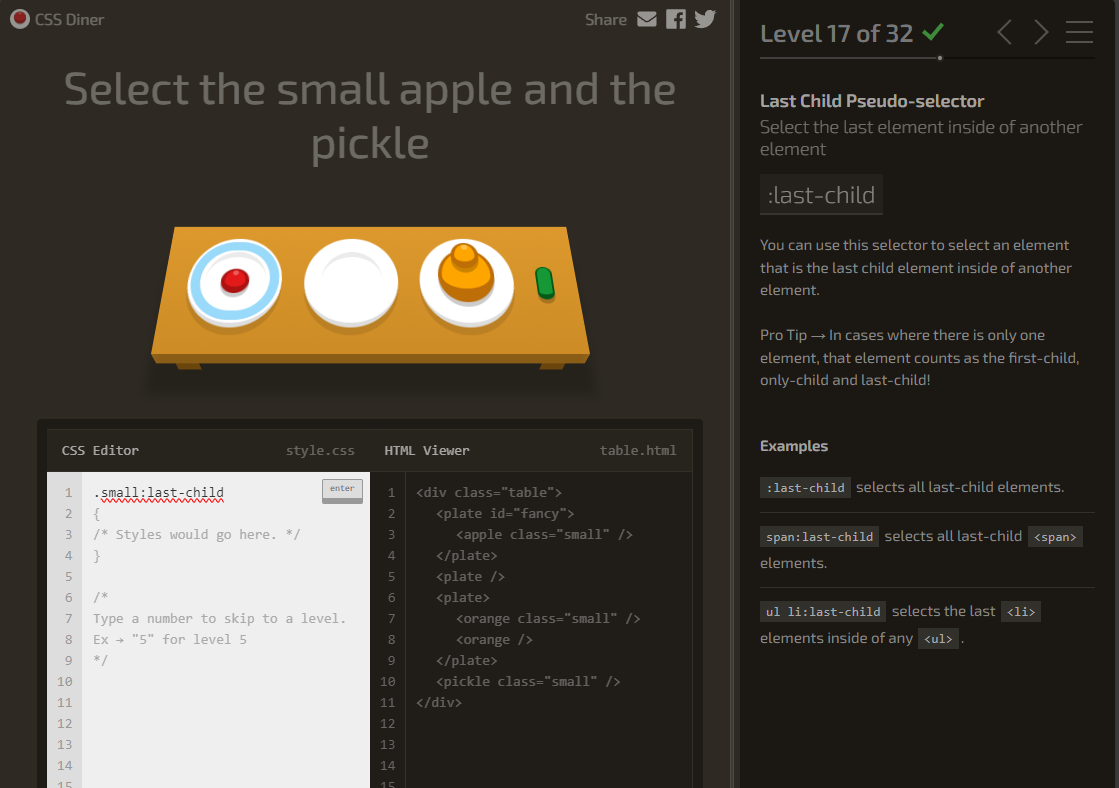 CSS Diner
Share
Select the small apple and the
pickle
CSS Editor style.css
HTML Viewer table.html
1 .small:last-child
enter
2 {
3 /* Styles would go here. */
4 }
5
6 /*
7 Type a number to skip to a level.
8 Ex → "5" for level 5
9 */
10
11
12
13
14
15
1 <div class="table">
2 <plate id="fancy">
3 <apple class="small" />
4 </plate>
5 <plate />
6 <plate>
7 <orange class="small" />
8 <orange />
9 </plate>
10 <pickle class="small" />
11 </div>
12
13
14
15
Level 17 of 32
Last Child Pseudo-selector
Select the last element inside of another
element
:last-child
You can use this selector to select an element
that is the last child element inside of another
element.
Pro Tip → In cases where there is only one
element, that element counts as the first-child,
only-child and last-child!
Examples
:last-child selects all last-child elements.
span:last-child selects all last-child <span>
elements.
ul li:last-child selects the last <li>
elements inside of any <ul> .